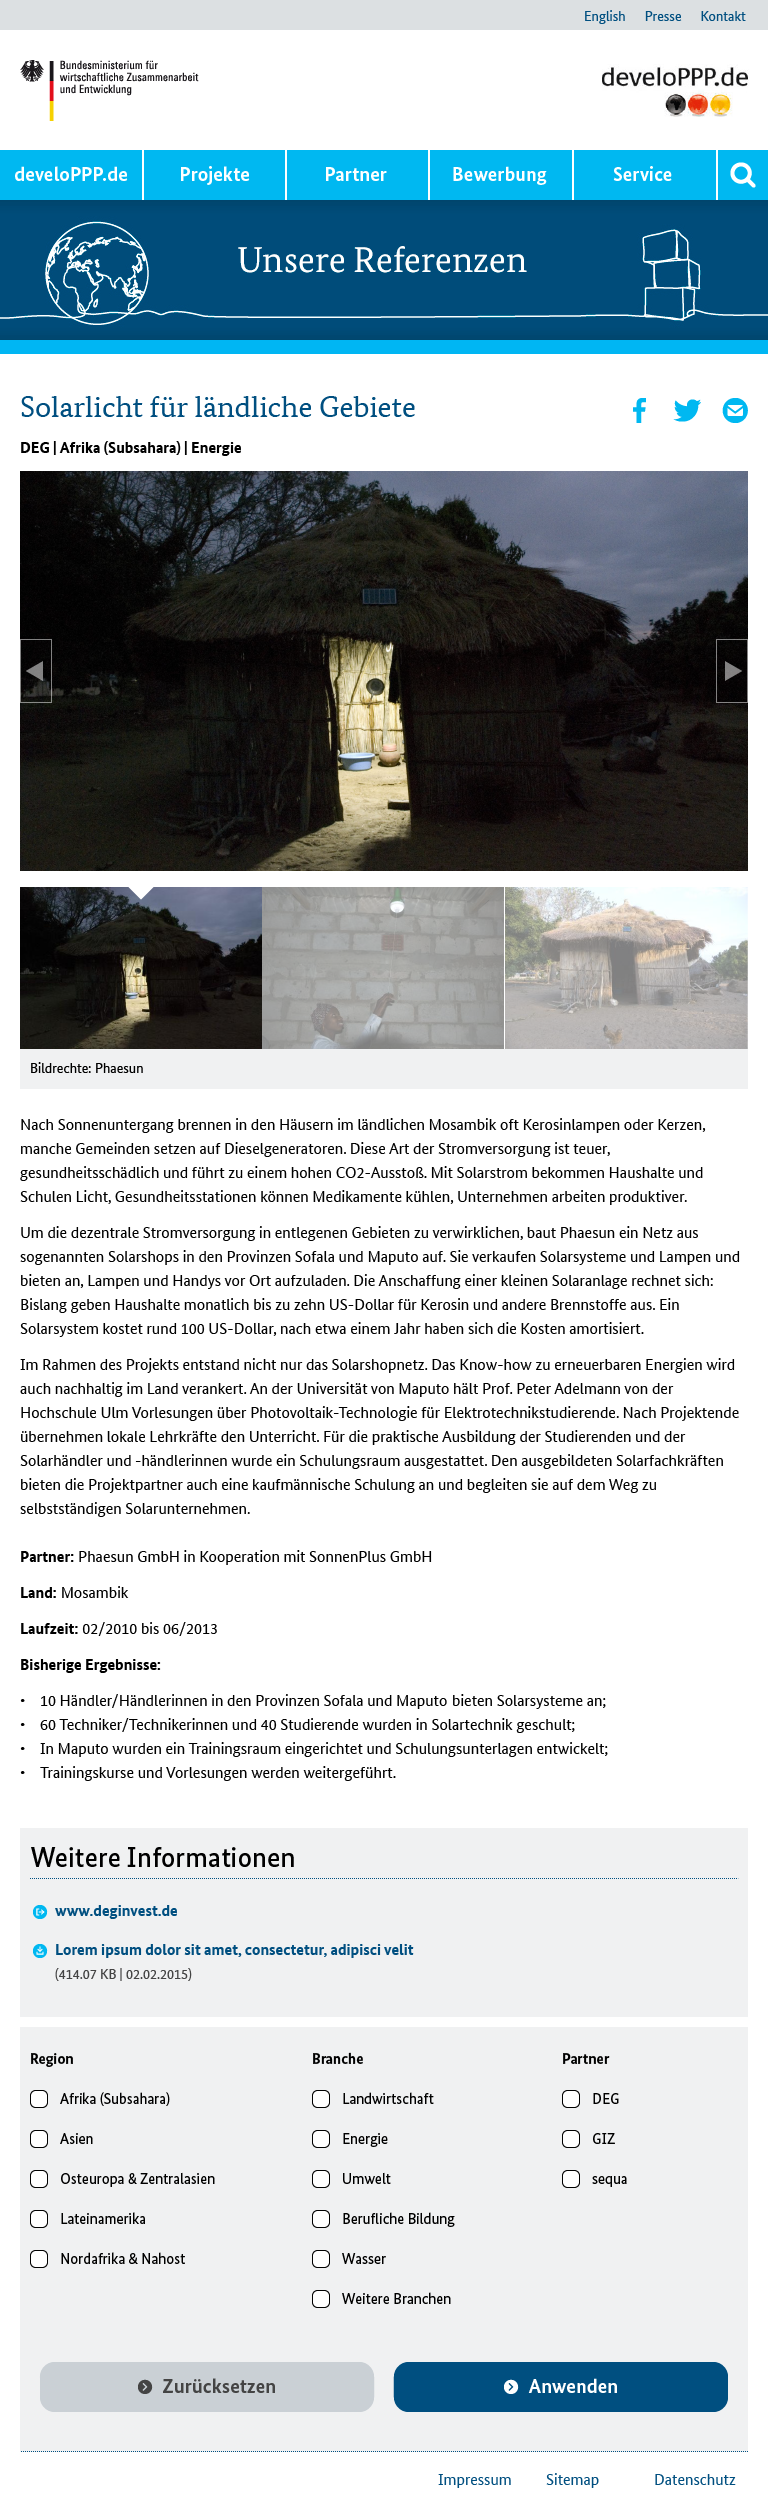 English Presse Kontakt
Bundesministerium für
wirtschaftliche Zusammenarbeit
und Entwicklung
develoPPP.de
develoPPP.de Projekte Partner Bewerbung Service
Unsere Referenzen
Solarlicht für ländliche Gebiete
DEG | Afrika (Subsahara) | Energie
Bildrechte: Phaesun
Nach Sonnenuntergang brennen in den Häusern im ländlichen Mosambik oft Kerosinlampen oder Kerzen,
manche Gemeinden setzen auf Dieselgeneratoren. Diese Art der Stromversorgung ist teuer,
gesundheitsschädlich und führt zu einem hohen CO2-Ausstoß. Mit Solarstrom bekommen Haushalte und
Schulen Licht, Gesundheitsstationen können Medikamente kühlen, Unternehmen arbeiten produktiver.
Um die dezentrale Stromversorgung in entlegenen Gebieten zu verwirklichen, baut Phaesun ein Netz aus
sogenannten Solarshops in den Provinzen Sofala und Maputo auf. Sie verkaufen Solarsysteme und Lampen und
bieten an, Lampen und Handys vor Ort aufzuladen. Die Anschaffung einer kleinen Solaranlage rechnet sich:
Bislang geben Haushalte monatlich bis zu zehn US-Dollar für Kerosin und andere Brennstoffe aus. Ein
Solarsystem kostet rund 100 US-Dollar, nach etwa einem Jahr haben sich die Kosten amortisiert.
Im Rahmen des Projekts entstand nicht nur das Solarshopnetz. Das Know-how zu erneuerbaren Energien wird
auch nachhaltig im Land verankert. An der Universität von Maputo hält Prof. Peter Adelmann von der
Hochschule Ulm Vorlesungen über Photovoltaik-Technologie für Elektrotechnikstudierende. Nach Projektende
übernehmen lokale Lehrkräfte den Unterricht. Für die praktische Ausbildung der Studierenden und der
Solarhändler und -händlerinnen wurde ein Schulungsraum ausgestattet. Den ausgebildeten Solarfachkräften
bieten die Projektpartner auch eine kaufmännische Schulung an und begleiten sie auf dem Weg zu
selbstständigen Solarunternehmen.
Partner: Phaesun GmbH in Kooperation mit SonnenPlus GmbH
Land: Mosambik
Laufzeit: 02/2010 bis 06/2013
Bisherige Ergebnisse:
• 10 Händler/Händlerinnen in den Provinzen Sofala und Maputo bieten Solarsysteme an;
• 60 Techniker/Technikerinnen und 40 Studierende wurden in Solartechnik geschult;
• In Maputo wurden ein Trainingsraum eingerichtet und Schulungsunterlagen entwickelt;
• Trainingskurse und Vorlesungen werden weitergeführt.
Weitere Informationen
www.deginvest.de
Lorem ipsum dolor sit amet, consectetur, adipisci velit
(414.07 KB | 02.02.2015)
Region Branche Partner
Afrika (Subsahara) Landwirtschaft DEG
Asien Energie GIZ
Osteuropa & Zentralasien Umwelt sequa
Lateinamerika Berufliche Bildung
Nordafrika & Nahost Wasser
Weitere Branchen
Zurücksetzen Anwenden
Impressum Sitemap Datenschutz